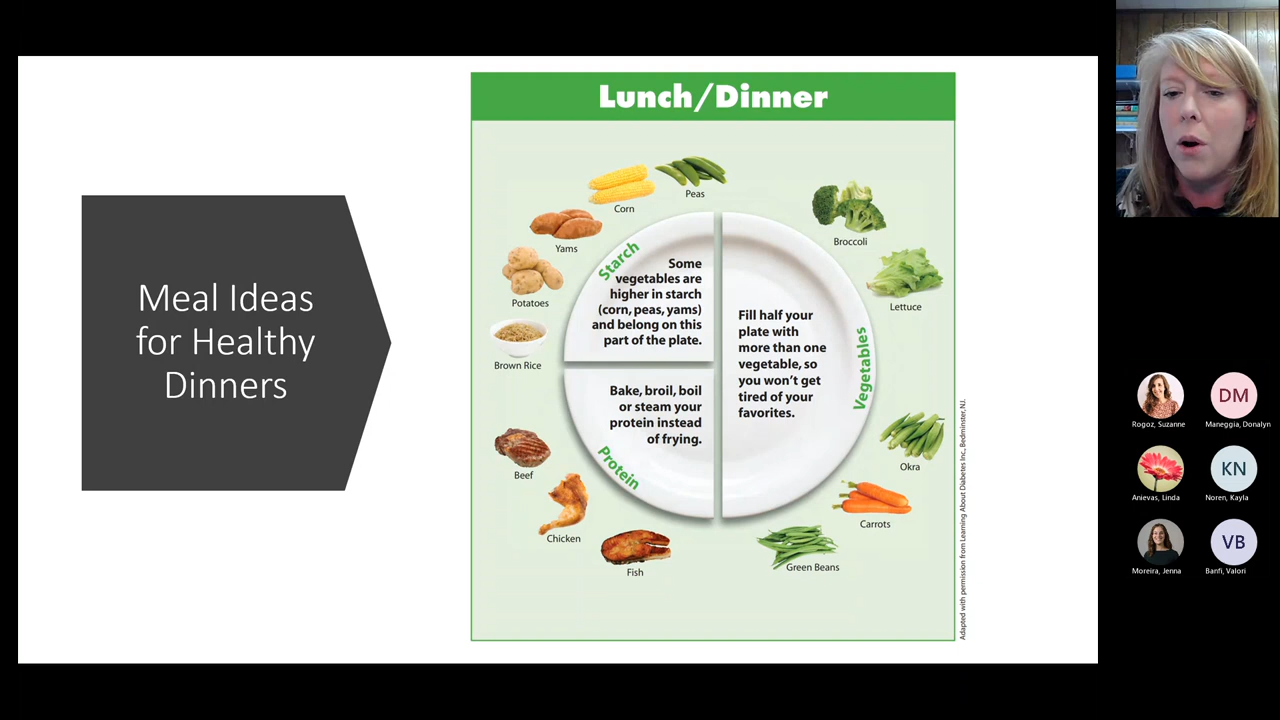 Meal Ideas
for Healthy
Dinners
Lunch/Dinner
Peas
Corn
Yams
Potatoes
Brown Rice
Starch
Some
vegetables are
higher in starch
(corn, peas, yams)
and belong on this
part of the plate.
Broccoli
Lettuce
Fill half your
plate with
more than one
vegetable, so
you won't get
tired of your
favorites.
Vegetables
Bake, broil, boil
or steam your
protein instead
of frying.
Protein
Beef
Chicken
Fish
Okra
Carrots
Green Beans
Adapted with permission from Learning About Diabetes Inc., Bedminster, NJ.
DM
Rogoz, Suzanne
Maneggia, Donalyn
KN
Anievas, Linda
Noren, Kayla
VB
Moreira, Jenna
Banfi, Valori